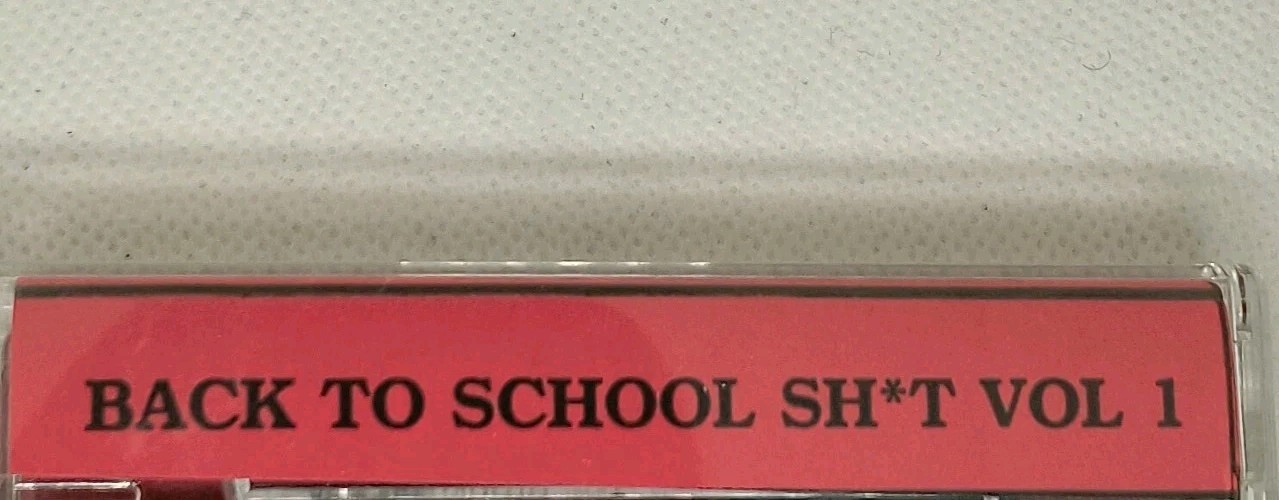 BACK TO SCHOOL SH*T VOL 1